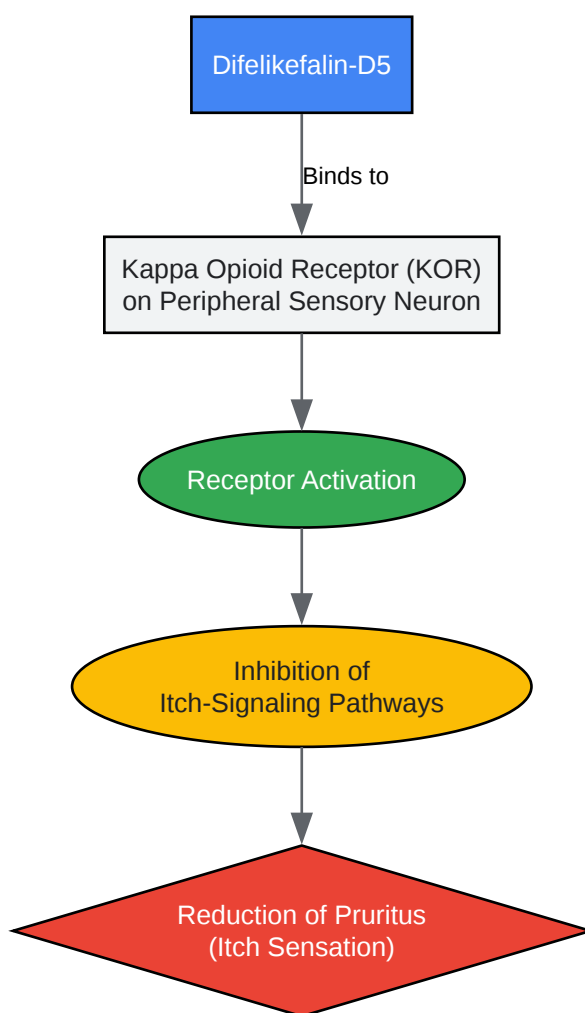 Difelikefalin-D5
Binds to
Kappa Opioid Receptor (KOR)
on Peripheral Sensory Neuron
Receptor Activation
Inhibition of
Itch-Signaling Pathways
Reduction of Pruritus
(Itch Sensation)